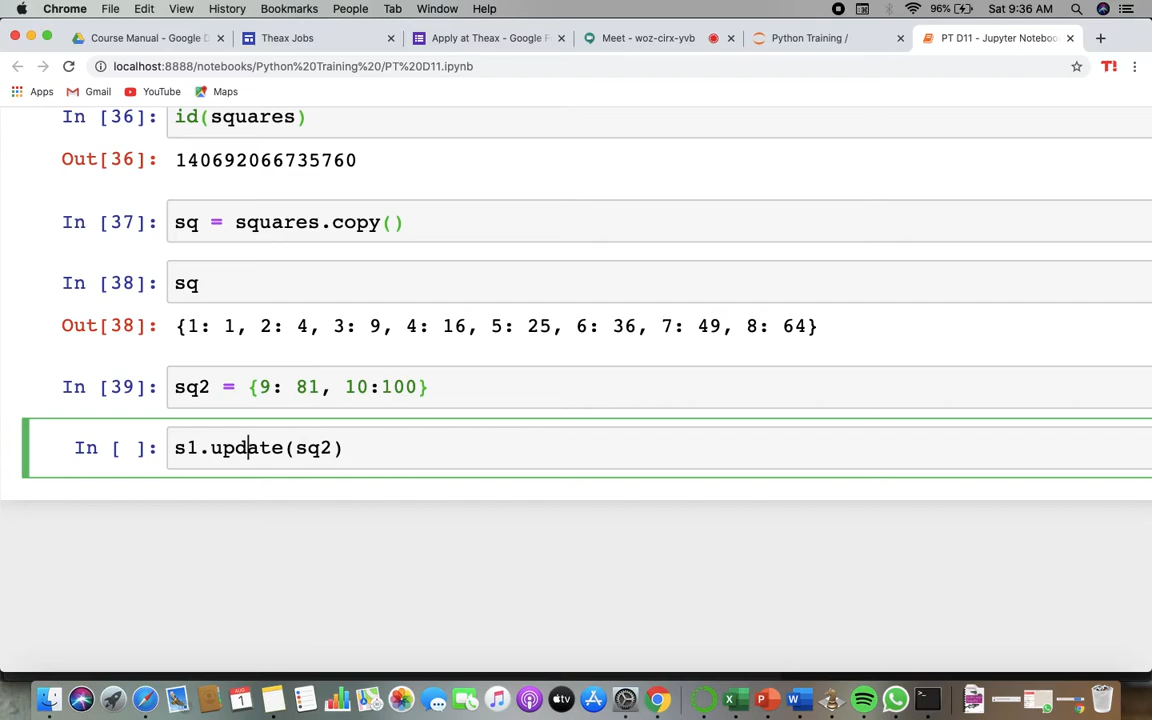 Chrome File Edit View History Bookmarks People Tab Window Help 96% Sat 9:36 AM
Course Manual - Google D Theax Jobs Apply at Theax - Google F Meet - woz-cirx-yvb Python Training / PT D11 - Jupyter Noteboo
localhost:8888/notebooks/Python%20Training%20/PT%20D11.ipynb T!
Apps Gmail YouTube Maps
In [36]: id(squares)
Out[36]: 140692066735760
In [37]: sq = squares.copy()
In [38]: sq
Out[38]: {1: 1, 2: 4, 3: 9, 4: 16, 5: 25, 6: 36, 7: 49, 8: 64}
In [39]: sq2 = {9: 81, 10:100}
In [ ]: s1.update(sq2)